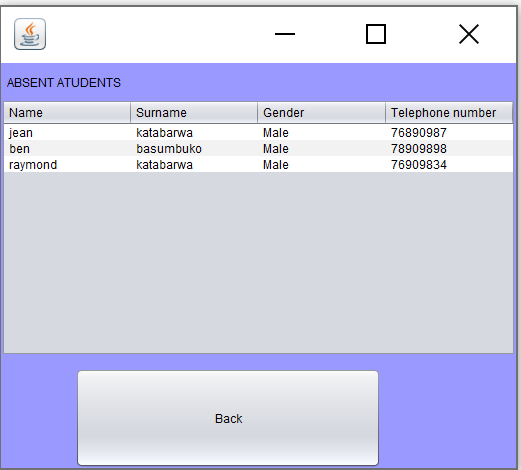 ABSENT ATUDENTS
Name Surname Gender Telephone number
jean katabarwa Male 76890987
ben basumbuko Male 78909898
raymond katabarwa Male 76909834
Back